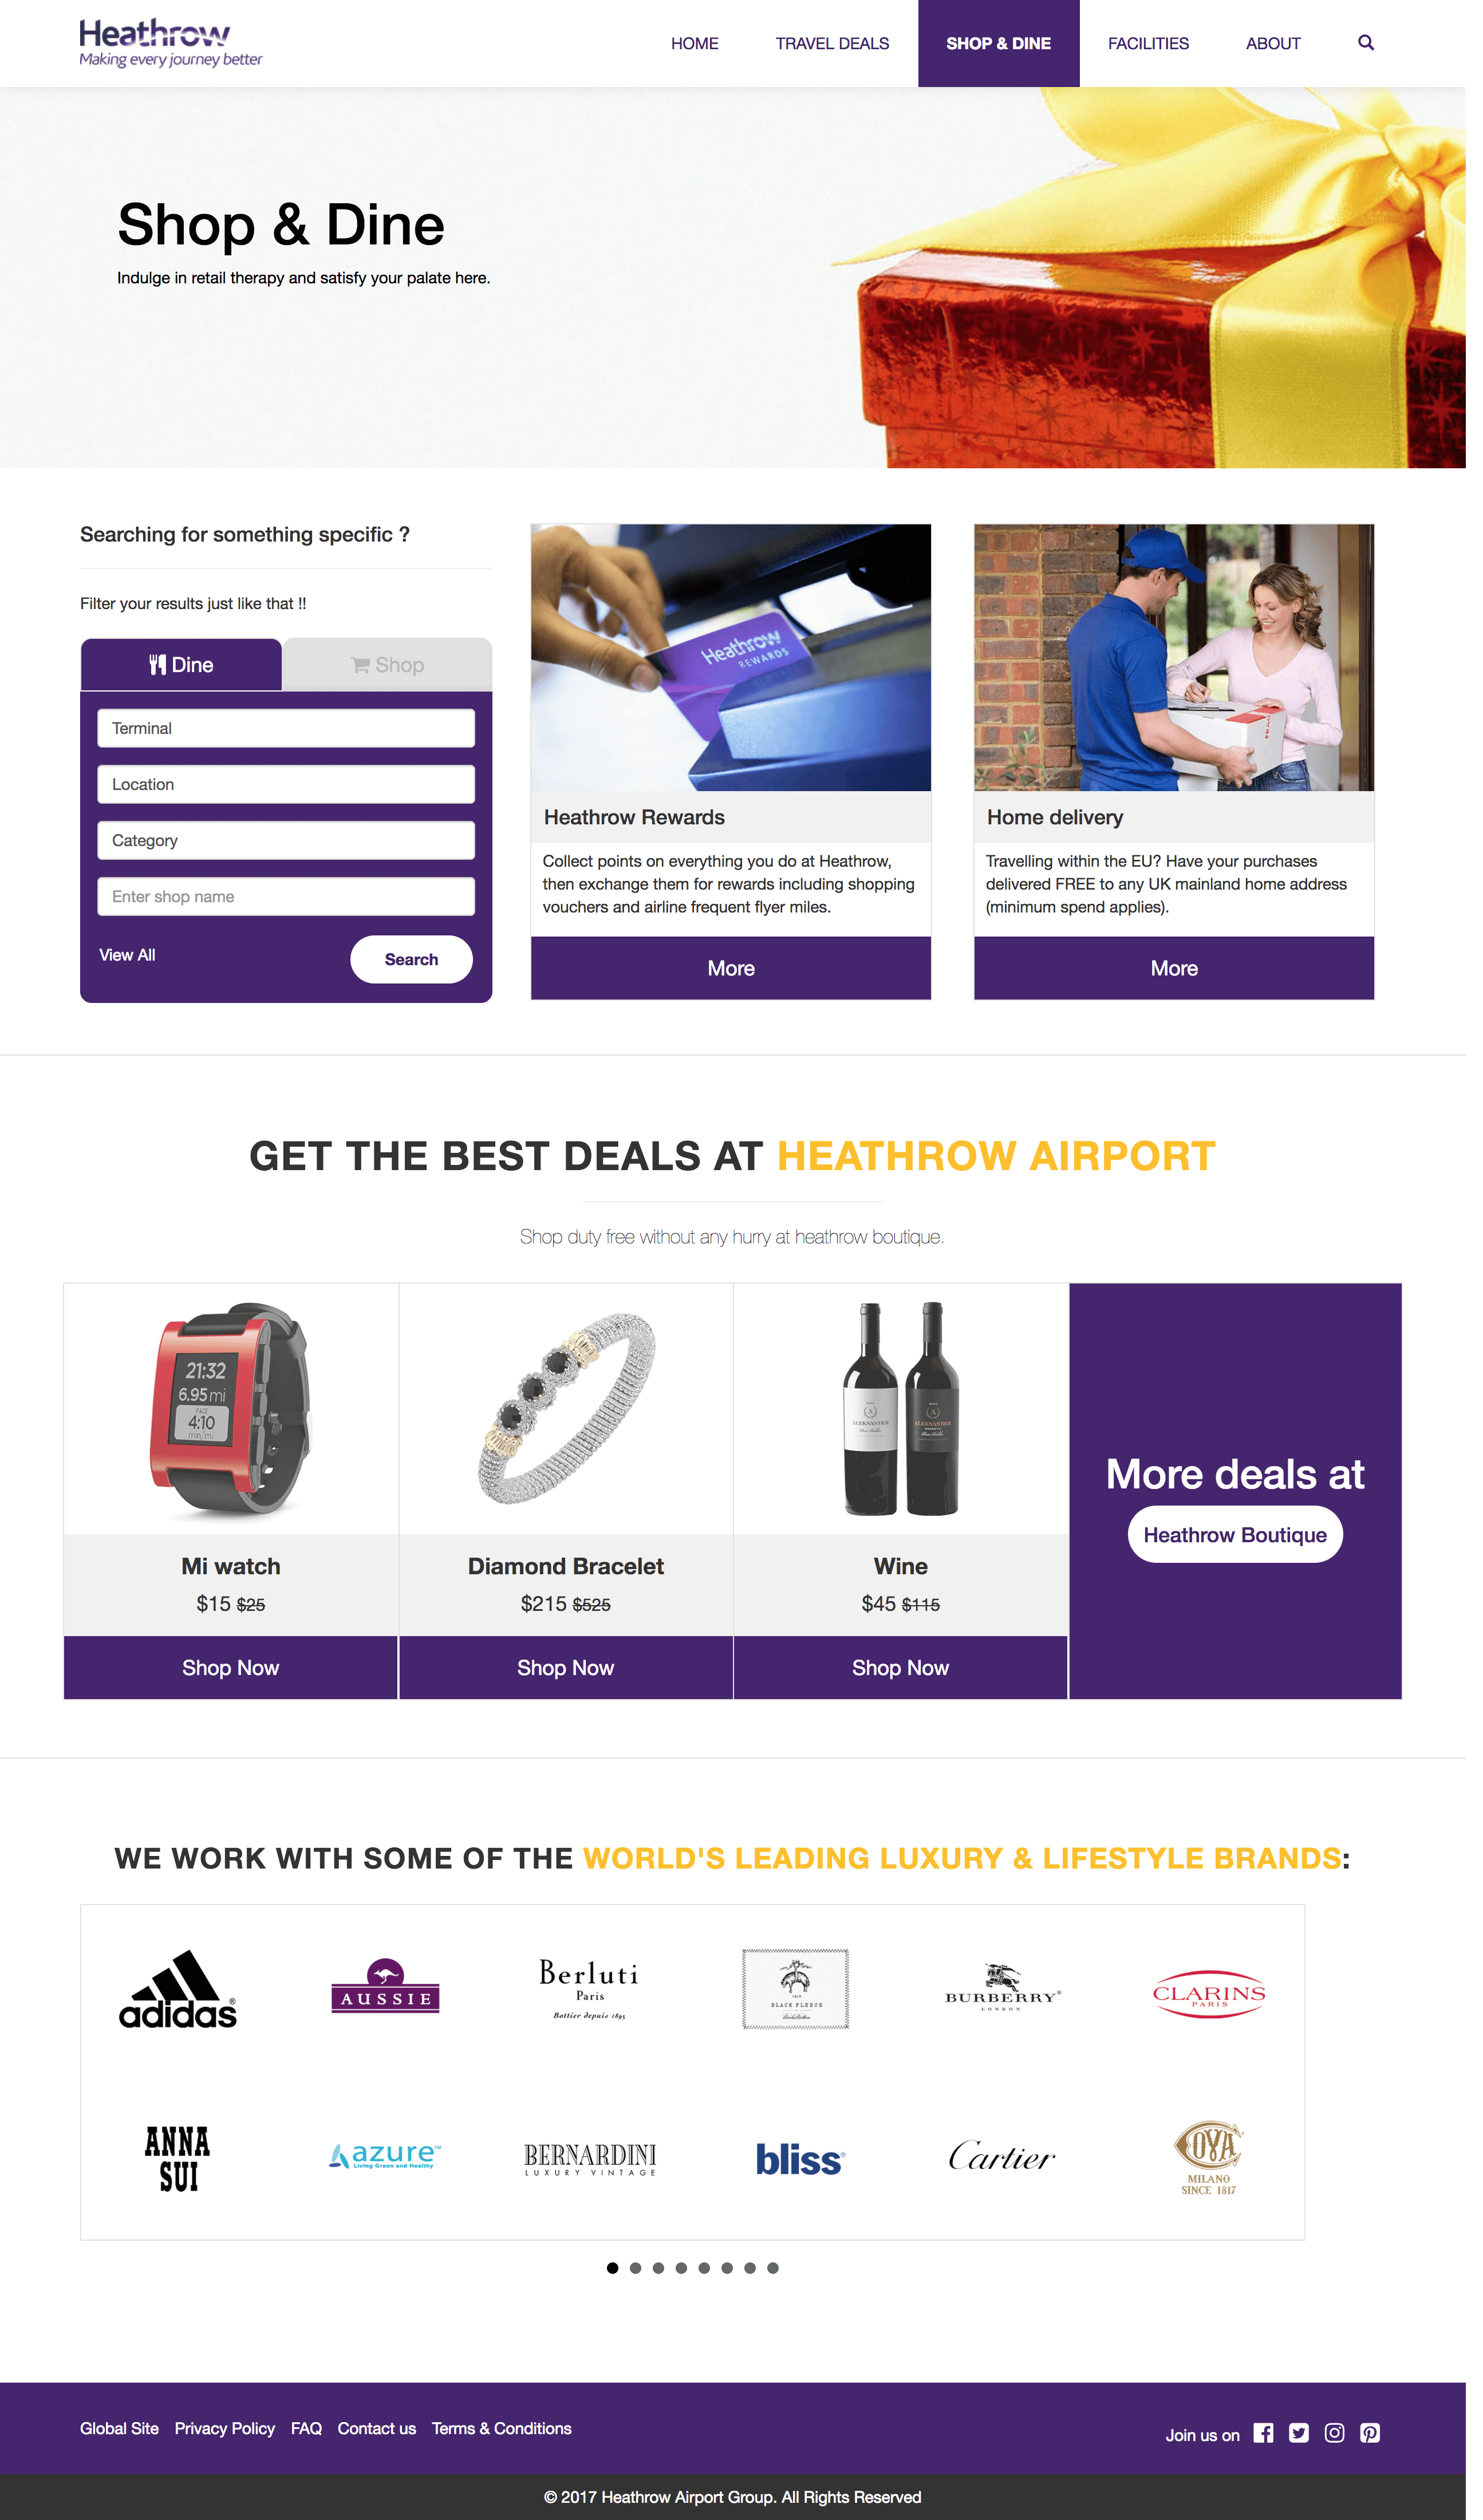 Heathrow
Making every journey better
HOME
TRAVEL DEALS
SHOP & DINE
FACILITIES
ABOUT
Shop & Dine
Indulge in retail therapy and satisfy your palate here.
Searching for something specific ?
Filter your results just like that !!
Dine
Shop
Terminal
Location
Category
Enter shop name
View All
Search
Heathrow
REWARDS
Heathrow Rewards
Collect points on everything you do at Heathrow,
then exchange them for rewards including shopping
vouchers and airline frequent flyer miles.
More
Home delivery
Travelling within the EU? Have your purchases
delivered FREE to any UK mainland home address
(minimum spend applies).
More
GET THE BEST DEALS AT HEATHROW AIRPORT
Shop duty free without any hurry at heathrow boutique.
21:32
6.95 mi
PACE
4:10
min/mi
Mi watch
$15 $25
Shop Now
Diamond Bracelet
$215 $525
Shop Now
A
ALEKSANDER
A
ALEKSANDER
Wine
$45 $115
Shop Now
More deals at
Heathrow Boutique
WE WORK WITH SOME OF THE WORLD'S LEADING LUXURY & LIFESTYLE BRANDS:
adidas®
AUSSIE
Berluti
Paris
Bottier depuis 1895
BLACK FLEECE
BURBERRY®
LONDON
CLARINS
PARIS
ANNA
SUI
azure™
Living Green and Healthy
BERNARDINI
LUXURY VINTAGE
bliss®
Cartier
COVA
MILANO
SINCE 1817
Global Site
Privacy Policy
FAQ
Contact us
Terms & Conditions
Join us on
© 2017 Heathrow Airport Group. All Rights Reserved